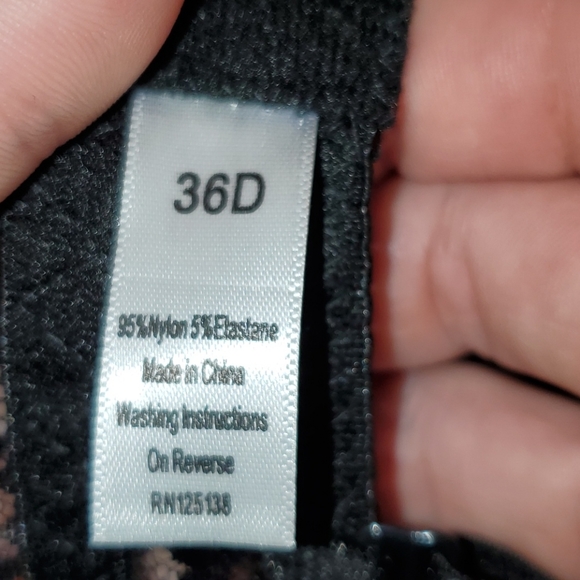 36D
95%Nylon 5%Elastane
Made in China
Washing Instructions
On Reverse
RN125138